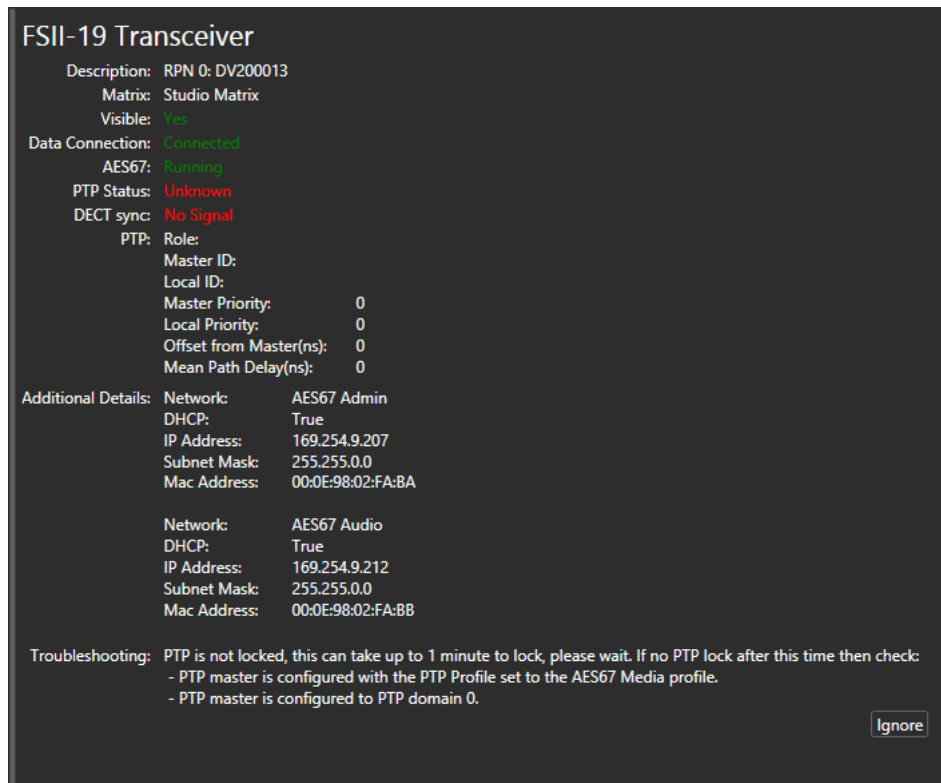 FSII-19 Transceiver
Description: RPN 0: DV200013
Matrix: Studio Matrix
Visible: Yes
Data Connection: Connected
AES67: Running
PTP Status: Unknown
DECT sync: No Signal
PTP: Role:
Master ID:
Local ID:
Master Priority: 0
Local Priority: 0
Offset from Master(ns): 0
Mean Path Delay(ns): 0
Additional Details: Network: AES67 Admin
DHCP: True
IP Address: 169.254.9.207
Subnet Mask: 255.255.0.0
Mac Address: 00:0E:98:02:FA:BA
Network: AES67 Audio
DHCP: True
IP Address: 169.254.9.212
Subnet Mask: 255.255.0.0
Mac Address: 00:0E:98:02:FA:BB
Troubleshooting: PTP is not locked, this can take up to 1 minute to lock, please wait. If no PTP lock after this time then check:
- PTP master is configured with the PTP Profile set to the AES67 Media profile.
- PTP master is configured to PTP domain 0.
Ignore